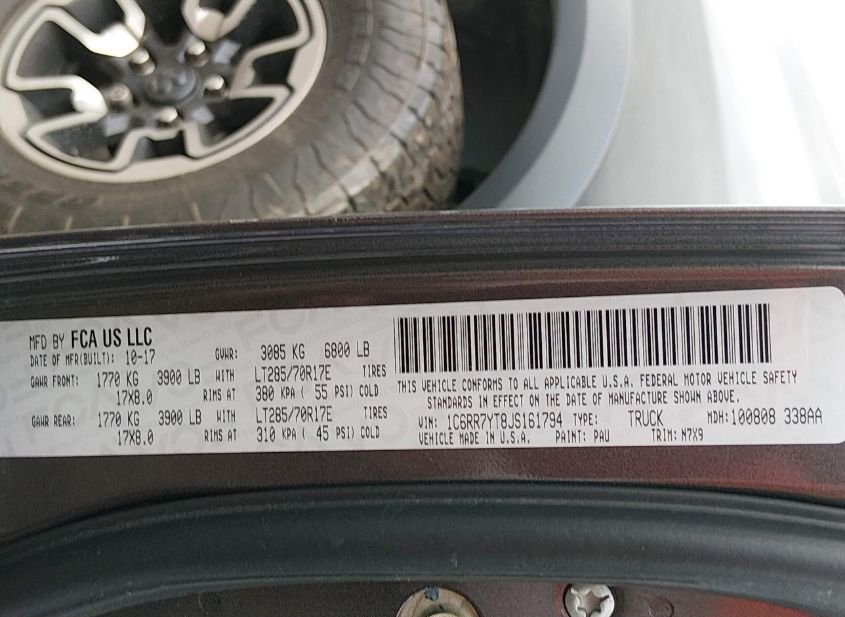 MFD BY FCA US LLC
DATE OF MFR(BUILT): 10-17 GVWR: 3085 KG 6800 LB
GAWR FRONT: 1770 KG 3900 LB WITH LT285/70R17E TIRES
17X8.0 RIMS AT 380 KPA ( 55 PSI) COLD
GAWR REAR: 1770 KG 3900 LB WITH LT285/70R17E TIRES
17X8.0 RIMS AT 310 KPA ( 45 PSI) COLD
THIS VEHICLE CONFORMS TO ALL APPLICABLE U.S.A. FEDERAL MOTOR VEHICLE SAFETY
STANDARDS IN EFFECT ON THE DATE OF MANUFACTURE SHOWN ABOVE.
VIN: 1C6RR7YT8JS161794 TYPE: TRUCK MDH: 100808 338AA
VEHICLE MADE IN U.S.A. PAINT: PAU TRIM: N7X9